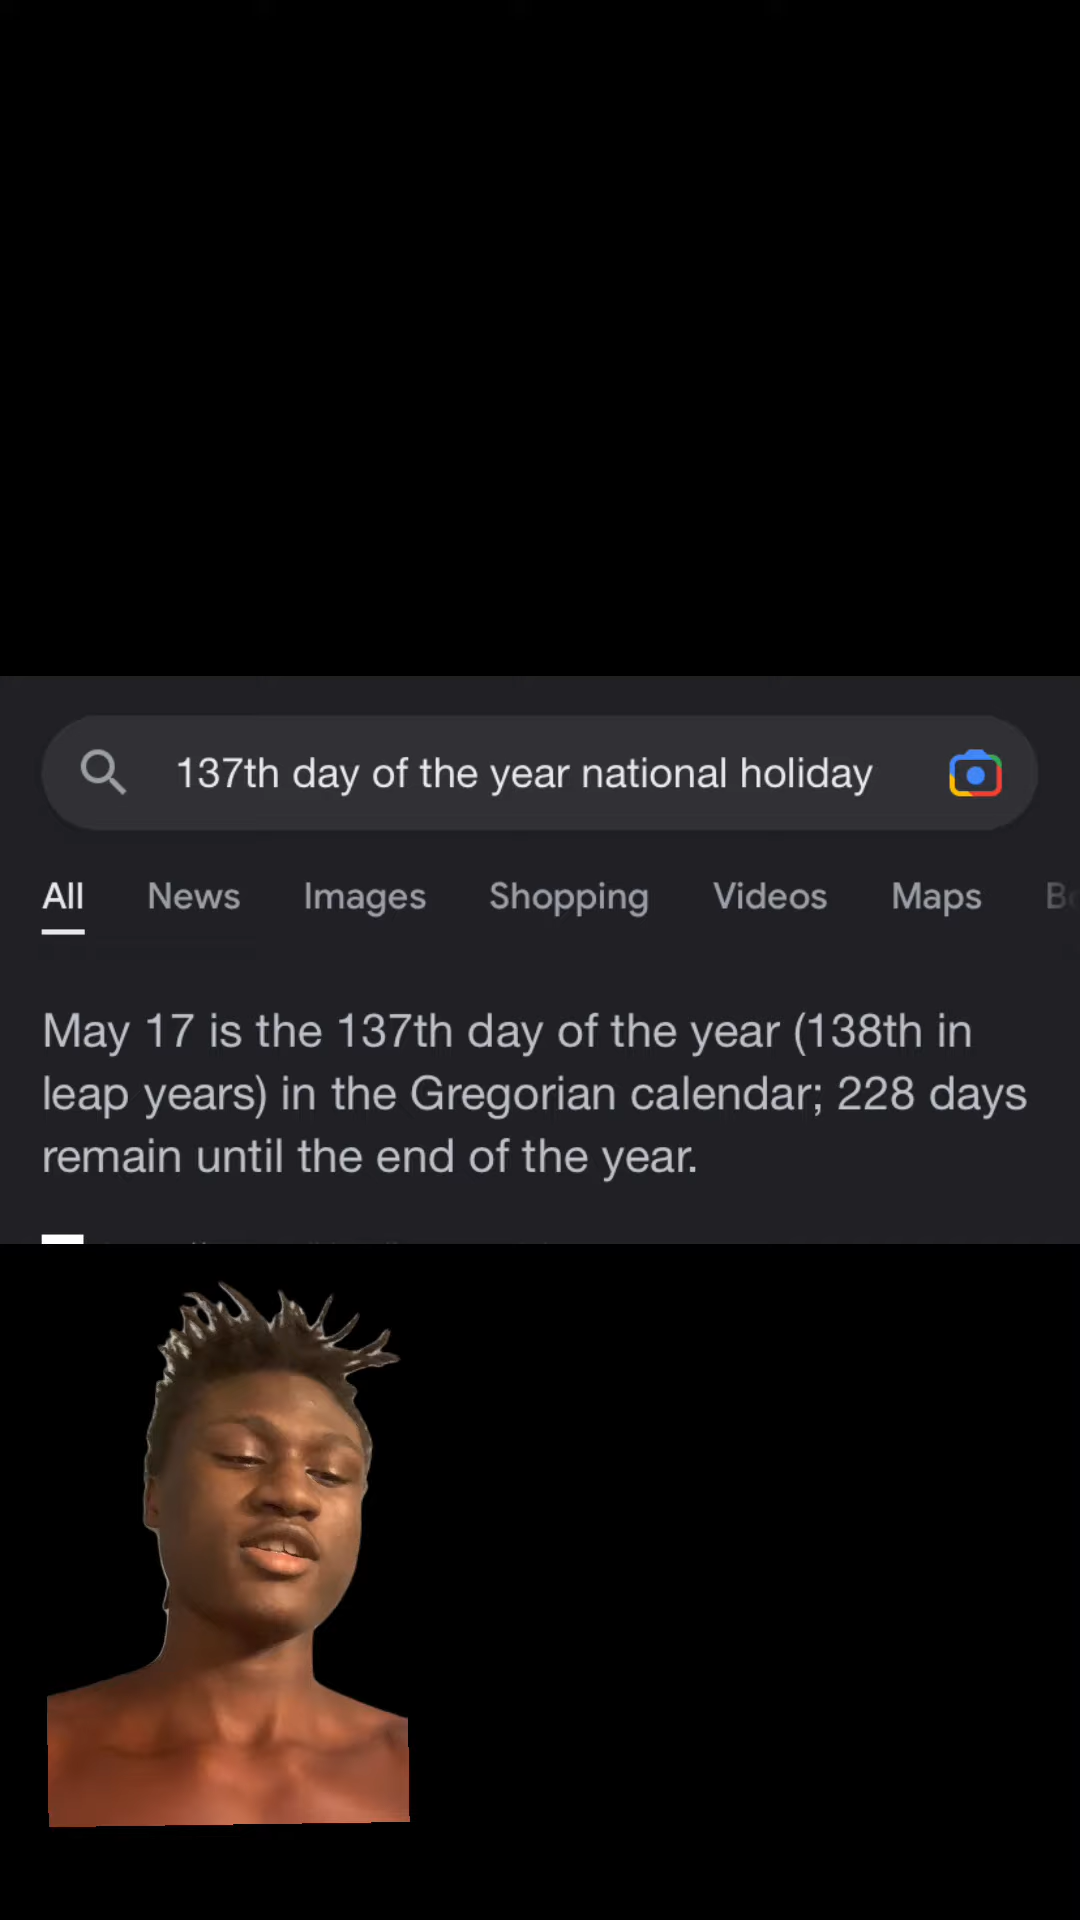 137th day of the year national holiday
All News Images Shopping Videos Maps
May 17 is the 137th day of the year (138th in
leap years) in the Gregorian calendar; 228 days
remain until the end of the year.